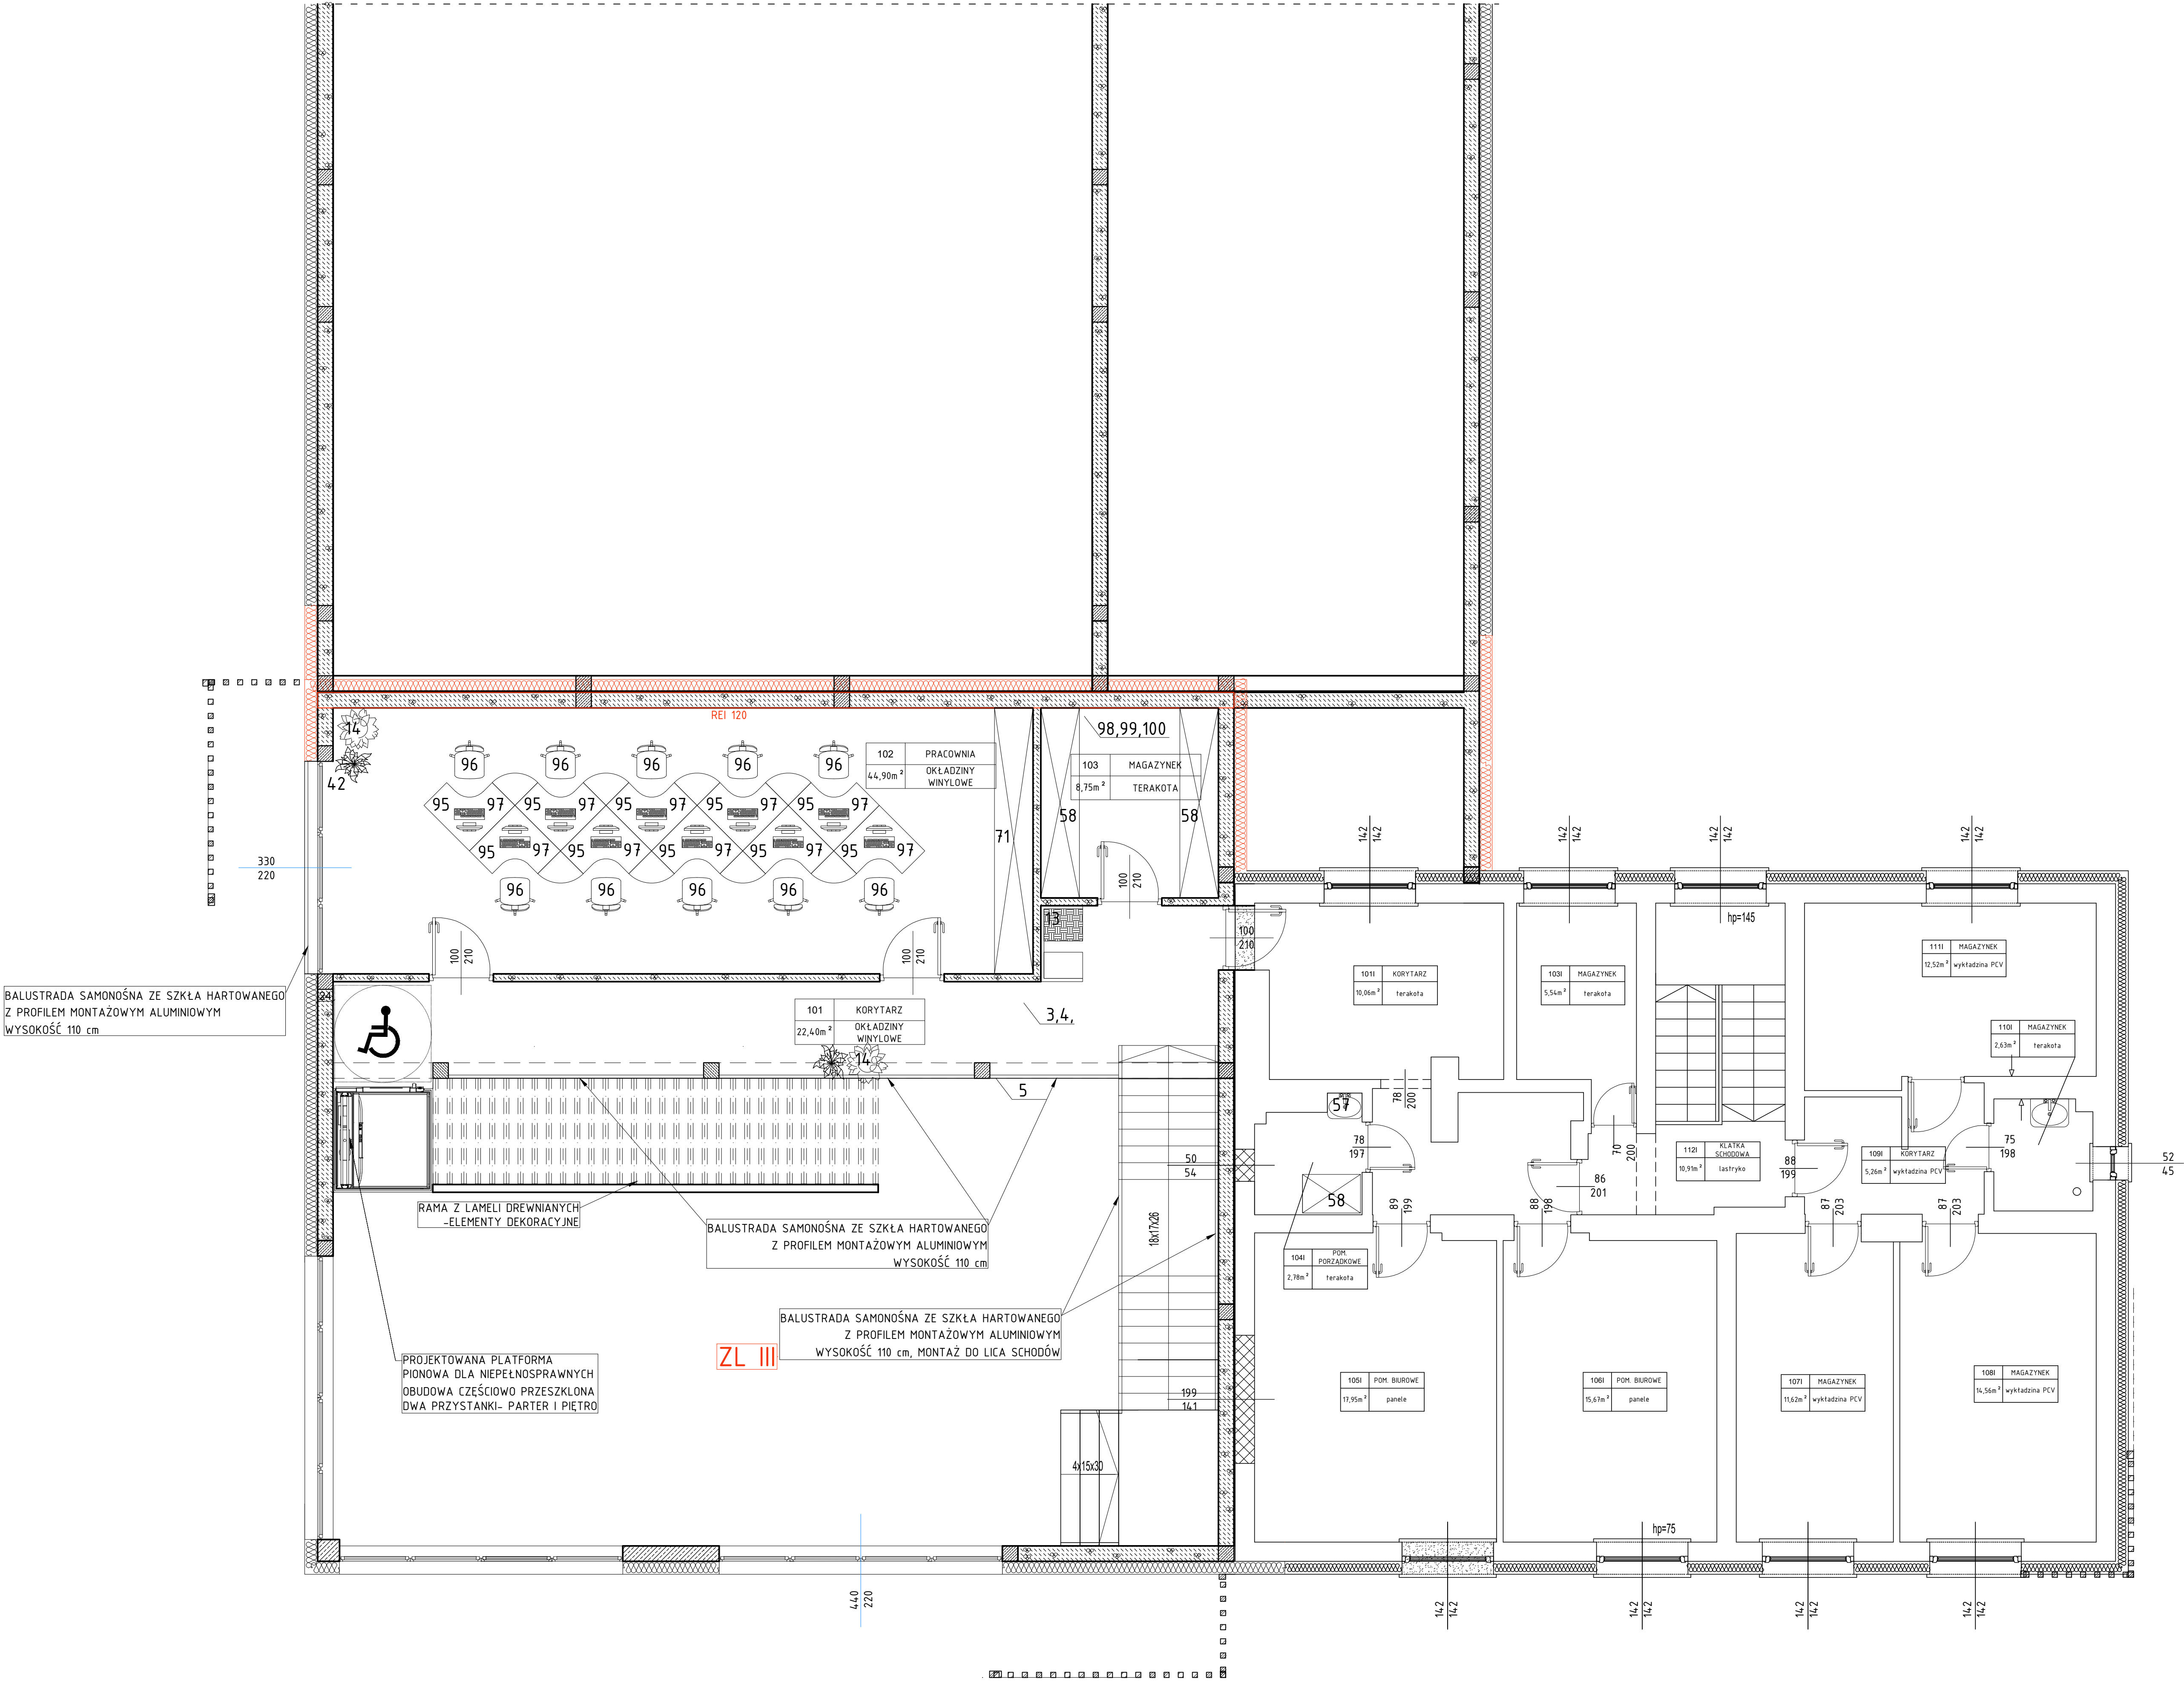 REI 120
14
42
96
96
96
96
96
95
97
95
97
95
97
95
97
95
97
95
97
95
97
95
97
95
97
95
97
96
96
96
96
96
102
PRACOWNIA
44,90m²
OKŁADZINY
WINYLOWE
71
98,99,100
103
MAGAZYNEK
8,75m²
TERAKOTA
58
58
100
210
13
330
220
100
210
100
210
100
210
BALUSTRADA SAMONOŚNA ZE SZKŁA HARTOWANEGO
Z PROFILEM MONTAŻOWYM ALUMINIOWYM
WYSOKOŚĆ 110 cm
24
101
KORYTARZ
22,40m²
OKŁADZINY
WINYLOWE
14
3,4,
5
RAMA Z LAMELI DREWNIANYCH
-ELEMENTY DEKORACYJNE
BALUSTRADA SAMONOŚNA ZE SZKŁA HARTOWANEGO
Z PROFILEM MONTAŻOWYM ALUMINIOWYM
WYSOKOŚĆ 110 cm
BALUSTRADA SAMONOŚNA ZE SZKŁA HARTOWANEGO
Z PROFILEM MONTAŻOWYM ALUMINIOWYM
WYSOKOŚĆ 110 cm, MONTAŻ DO LICA SCHODÓW
PROJEKTOWANA PLATFORMA
PIONOWA DLA NIEPEŁNOSPRAWNYCH
OBUDOWA CZĘŚCIOWO PRZESZKLONA
DWA PRZYSTANKI- PARTER I PIĘTRO
ZL III
18x17x26
50
54
199
141
4x15x30
440
220
142
142
142
142
142
142
142
142
hp=145
101I
KORYTARZ
10,06m²
terakota
103I
MAGAZYNEK
5,54m²
terakota
111I
MAGAZYNEK
12,52m²
wykładzina PCV
110I
MAGAZYNEK
2,63m²
terakota
57
78
200
78
197
70
200
112I
KLATKA
SCHODOWA
10,91m²
lastryko
88
199
109I
KORYTARZ
5,26m²
wykładzina PCV
75
198
52
45
58
89
199
88
198
86
201
87
203
87
203
104I
POM.
PORZĄDKOWE
2,78m²
terakota
105I
POM. BIUROWE
17,95m²
panele
106I
POM. BIUROWE
15,67m²
panele
107I
MAGAZYNEK
11,62m²
wykładzina PCV
108I
MAGAZYNEK
14,56m²
wykładzina PCV
hp=75
142
142
142
142
142
142
142
142